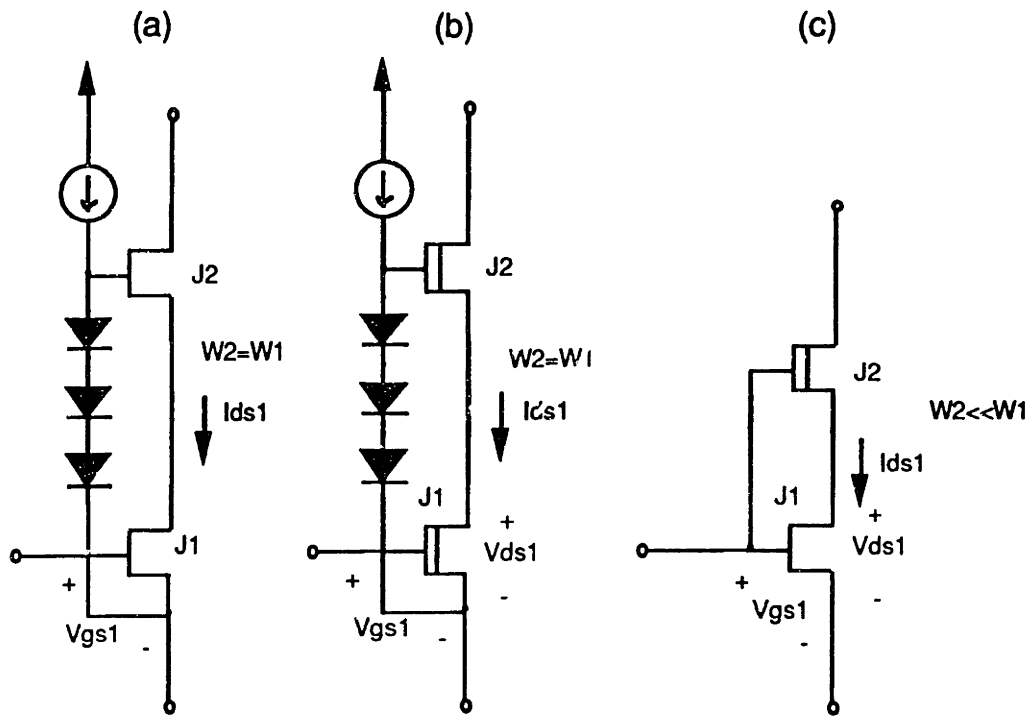 (a)
(b)
(c)
J2
W2=W1
Ids1
J1
+
Vgs1
-
J2
W2=W1
Ids1
J1
+
Vds1
-
+
Vgs1
-
J2
W2<<W1
Ids1
J1
+
Vds1
-
+
Vgs1
-